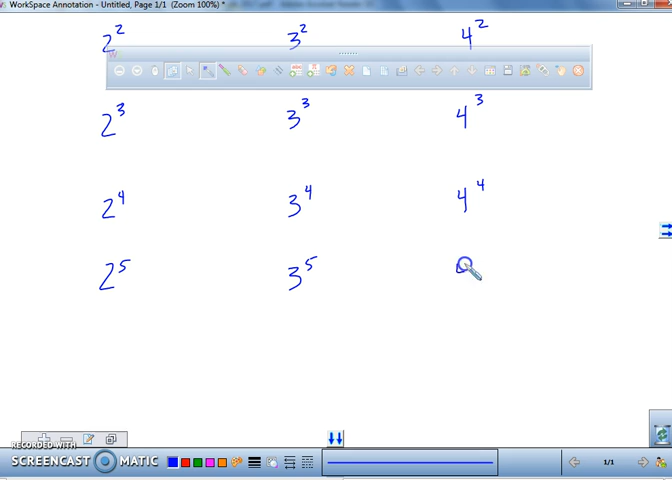 WorkSpace Annotation - Untitled, Page 1/1 (Zoom 100%) *
2² 3² 4²
2³ 3³ 4³
2⁴ 3⁴ 4⁴
2⁵ 3⁵
RECORDED WITH
SCREENCAST MATIC
1/1